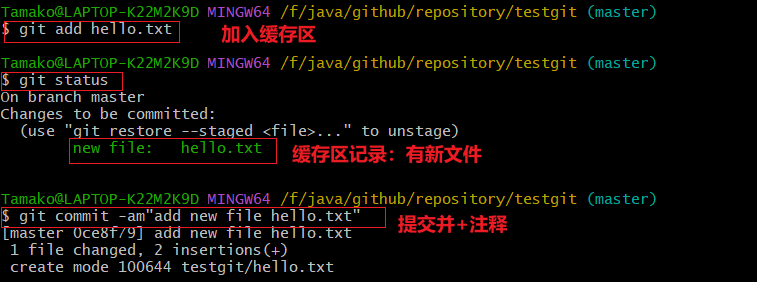 Tamako@LAPTOP-K22M2K9D MINGW64 /f/java/github/repository/testgit (master)
$ git add hello.txt 加入缓存区
Tamako@LAPTOP-K22M2K9D MINGW64 /f/java/github/repository/testgit (master)
$ git status
On branch master
Changes to be committed:
(use "git restore --staged <file>..." to unstage)
new file: hello.txt 缓存区记录：有新文件
Tamako@LAPTOP-K22M2K9D MINGW64 /f/java/github/repository/testgit (master)
$ git commit -am"add new file hello.txt" 提交并+注释
[master 0ce8f79] add new file hello.txt
1 file changed, 2 insertions(+)
create mode 100644 testgit/hello.txt